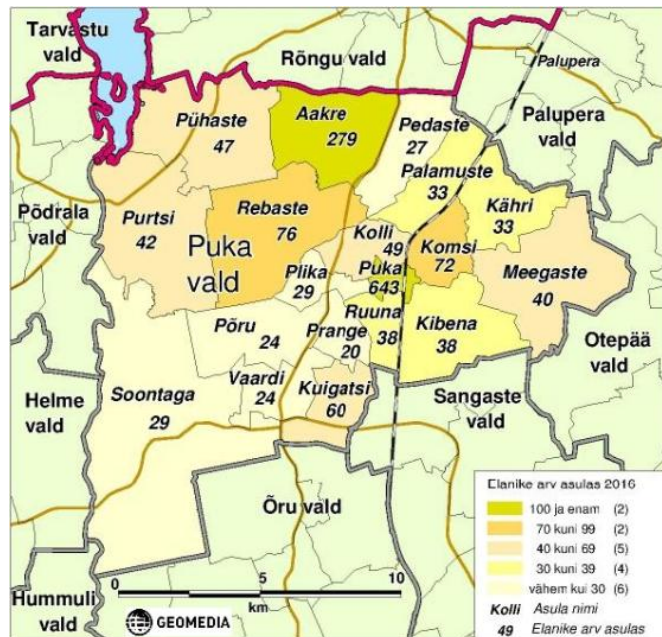 Tarvastu
vald
Rõngu vald
Palupera
Palupera
vald
Pühaste
47
Aakre
279
Pedaste
27
Palamuste
33
Kähri
33
Põdrala
vald
Purtsi
42
Rebaste
76
Puka
vald
Kolli
49
Komsi
72
Meegaste
40
Plika
29
Puka
643
Ruuna
38
Kibena
38
Põru
24
Prange
20
Otepää
vald
Helme
vald
Soontaga
29
Vaardi
24
Kuigatsi
60
Sangaste
vald
Õru vald
Hummuli
vald
0 5 10
km
GEOMEDIA
Elanike arv asulas 2016
100 ja enam (2)
70 kuni 99 (2)
40 kuni 69 (5)
30 kuni 39 (4)
vähem kui 30 (6)
Kolli Asula nimi
49 Elanike arv asulas